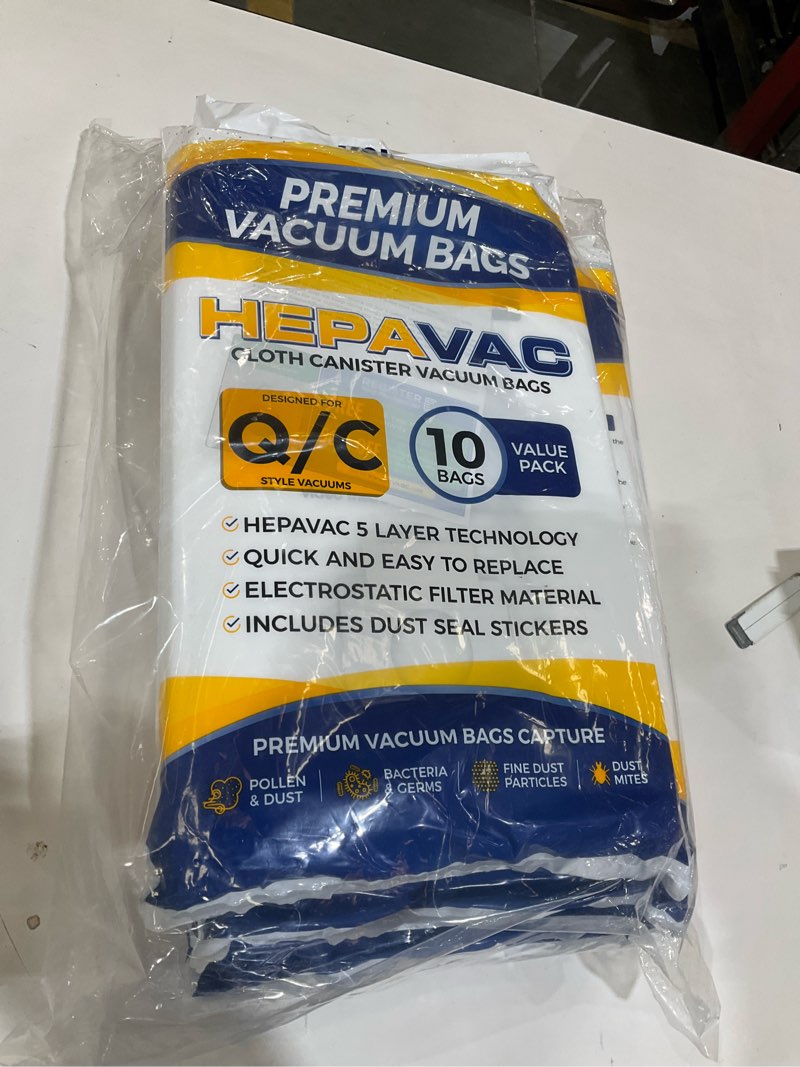 PREMIUM
VACUUM BAGS
HEPAVAC
CLOTH CANISTER VACUUM BAGS
DESIGNED FOR
Q/C
STYLE VACUUMS
10
BAGS
VALUE
PACK
HEPAVAC 5 LAYER TECHNOLOGY
QUICK AND EASY TO REPLACE
ELECTROSTATIC FILTER MATERIAL
INCLUDES DUST SEAL STICKERS
PREMIUM VACUUM BAGS CAPTURE
POLLEN
& DUST
BACTERIA
& GERMS
FINE DUST
PARTICLES
DUST
MITES